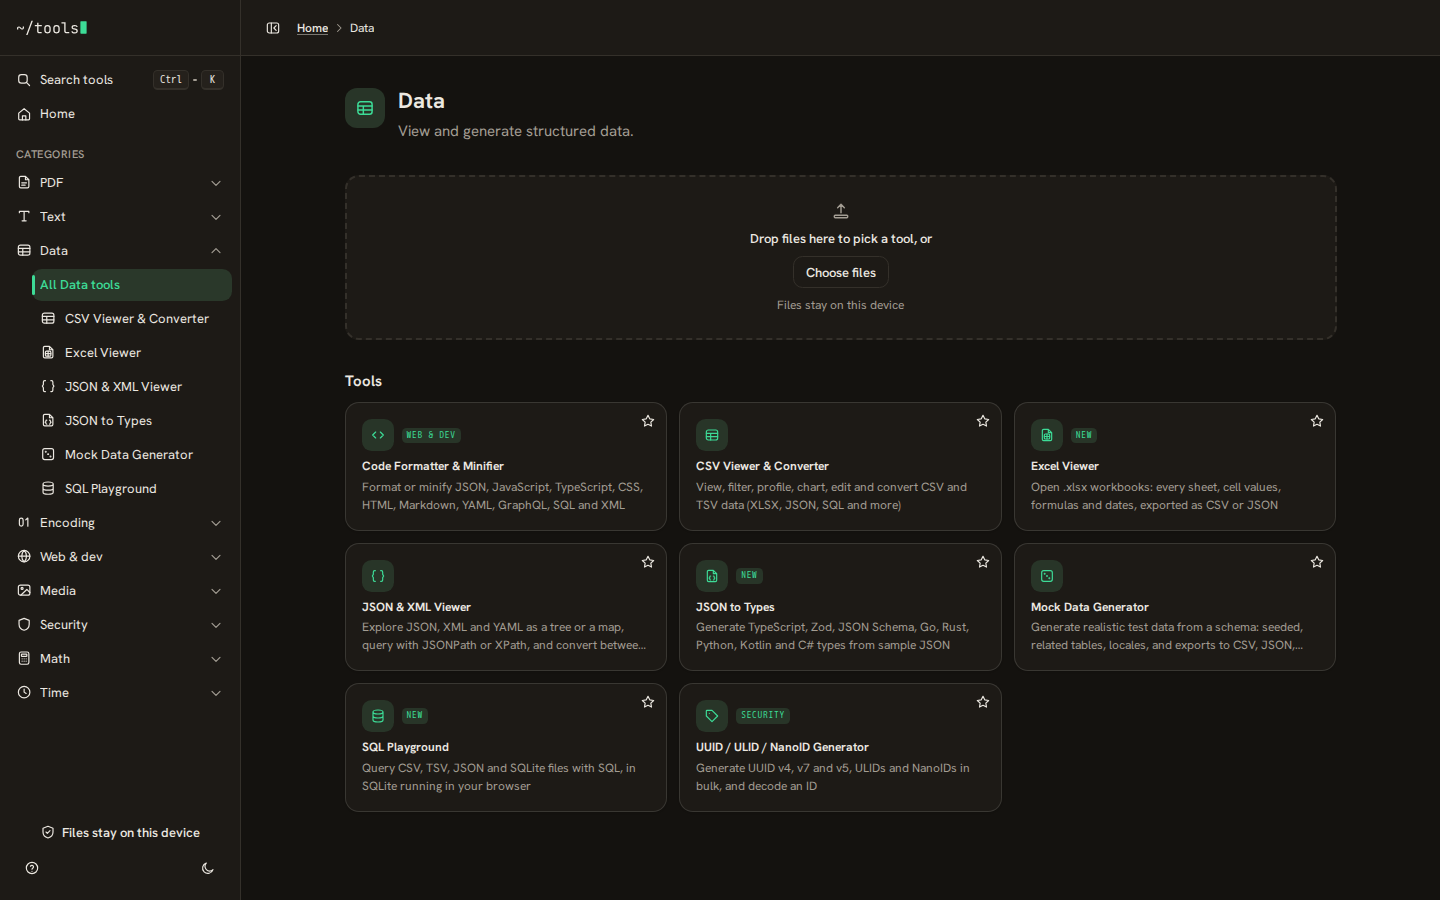 ~/tools
Search tools Ctrl - K
Home
CATEGORIES
PDF
Text
Data
All Data tools
CSV Viewer & Converter
Excel Viewer
JSON & XML Viewer
JSON to Types
Mock Data Generator
SQL Playground
Encoding
Web & dev
Media
Security
Math
Time
Files stay on this device
Home > Data
Data
View and generate structured data.
Drop files here to pick a tool, or
Choose files
Files stay on this device
Tools
WEB & DEV
Code Formatter & Minifier
Format or minify JSON, JavaScript, TypeScript, CSS,
HTML, Markdown, YAML, GraphQL, SQL and XML
CSV Viewer & Converter
View, filter, profile, chart, edit and convert CSV and
TSV data (XLSX, JSON, SQL and more)
NEW
Excel Viewer
Open .xlsx workbooks: every sheet, cell values,
formulas and dates, exported as CSV or JSON
JSON & XML Viewer
Explore JSON, XML and YAML as a tree or a map,
query with JSONPath or XPath, and convert betwee...
NEW
JSON to Types
Generate TypeScript, Zod, JSON Schema, Go, Rust,
Python, Kotlin and C# types from sample JSON
Mock Data Generator
Generate realistic test data from a schema: seeded,
related tables, locales, and exports to CSV, JSON,...
NEW
SQL Playground
Query CSV, TSV, JSON and SQLite files with SQL, in
SQLite running in your browser
SECURITY
UUID / ULID / NanoID Generator
Generate UUID v4, v7 and v5, ULIDs and NanoIDs in
bulk, and decode an ID